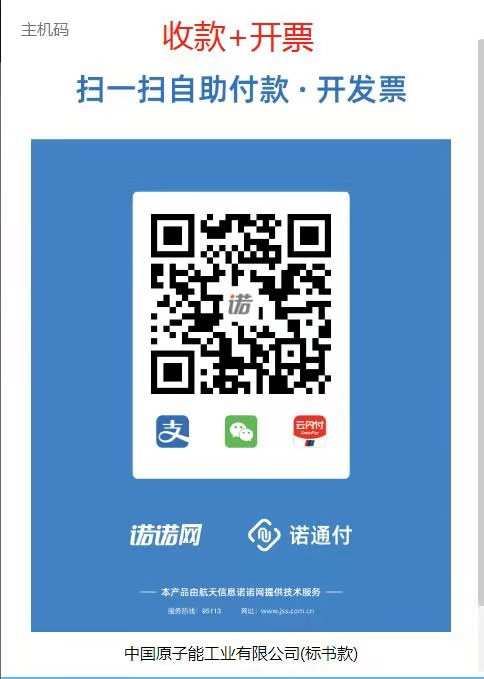 主机码
收款+开票
扫一扫自助付款·开发票
诺
支
云闪付
UnionPay
诺诺网
诺通付
本产品由航天信息诺诺网提供技术服务
服务热线：95113 网址：www.jss.com.cn
中国原子能工业有限公司(标书款)